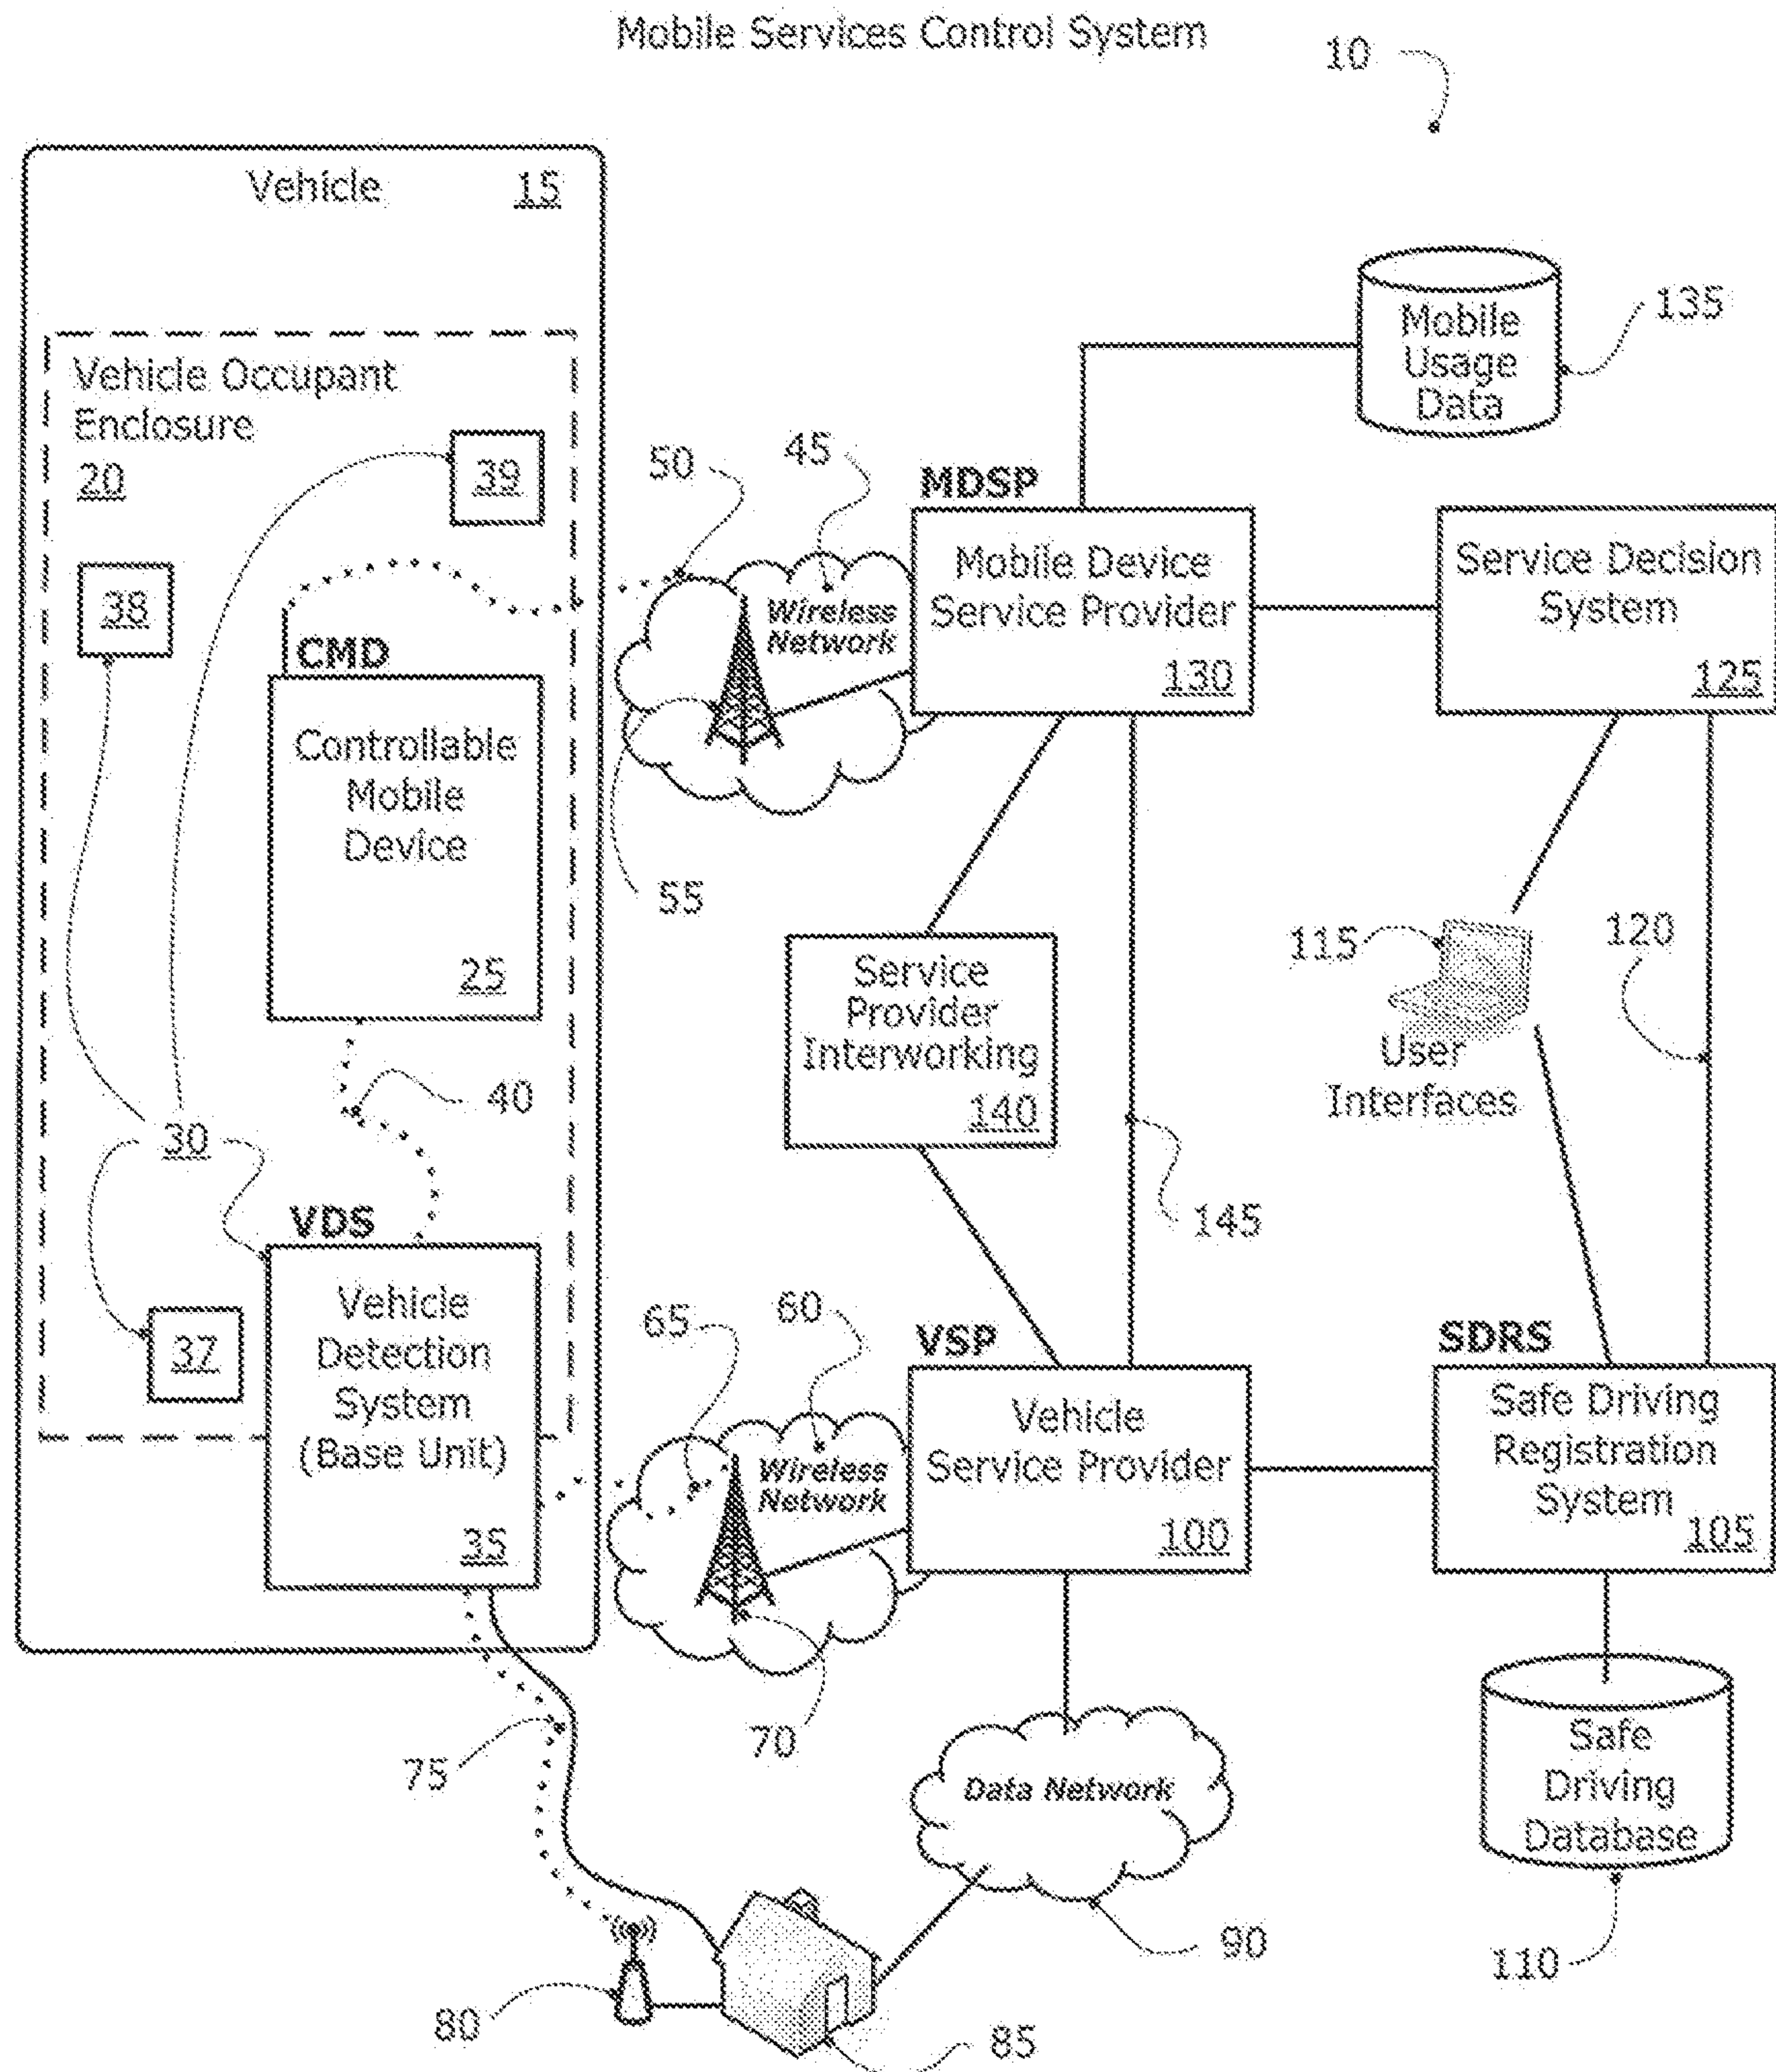 Mobile Services Control System
10
Vehicle 15
Vehicle Occupant
Enclosure
20
39
38
CMD
Controllable
Mobile
Device
25
40
30
VDS
Vehicle
Detection
System
(Base Unit)
35
37
50
45
Wireless
Network
55
MDSP
Mobile Device
Service Provider
130
Mobile
Usage
Data
135
Service Decision
System
125
Service
Provider
Interworking
140
145
115
User
Interfaces
120
65
60
Wireless
Network
70
VSP
Vehicle
Service Provider
100
SDRS
Safe Driving
Registration
System
105
75
Data Network
90
Safe
Driving
Database
110
80
85